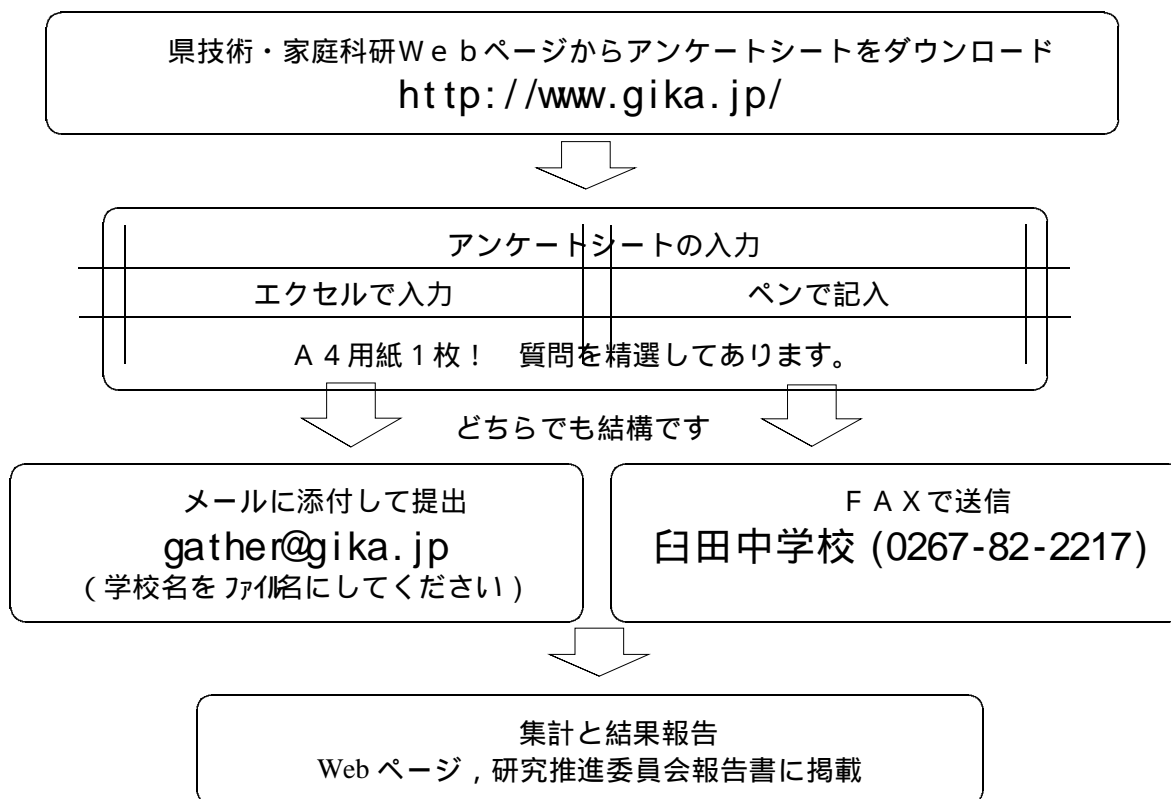 県技術・家庭科研Ｗｅｂページからアンケートシートをダウンロード
http://www.gika.jp/
アンケートシートの入力
エクセルで入力
ペンで記入
Ａ４用紙１枚！　質問を精選してあります。
どちらでも結構です
メールに添付して提出
gather@gika.jp
（学校名をファイル名にしてください）
ＦＡＸで送信
臼田中学校 (0267-82-2217)
集計と結果報告
Web ページ，研究推進委員会報告書に掲載